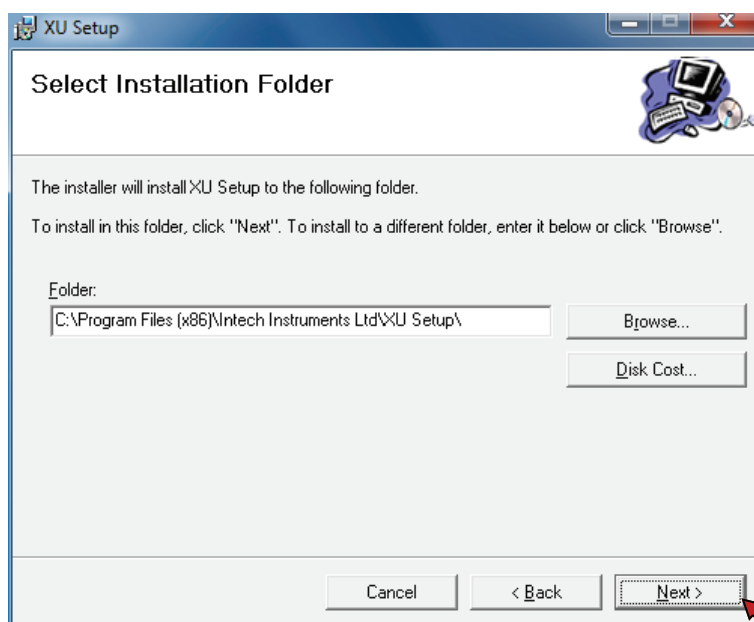 XU Setup
Select Installation Folder
The installer will install XU Setup to the following folder.
To install in this folder, click "Next". To install to a different folder, enter it below or click "Browse".
Folder:
C:\Program Files (x86)\Intech Instruments Ltd\XU Setup\
Browse...
Disk Cost...
Cancel
< Back
Next >